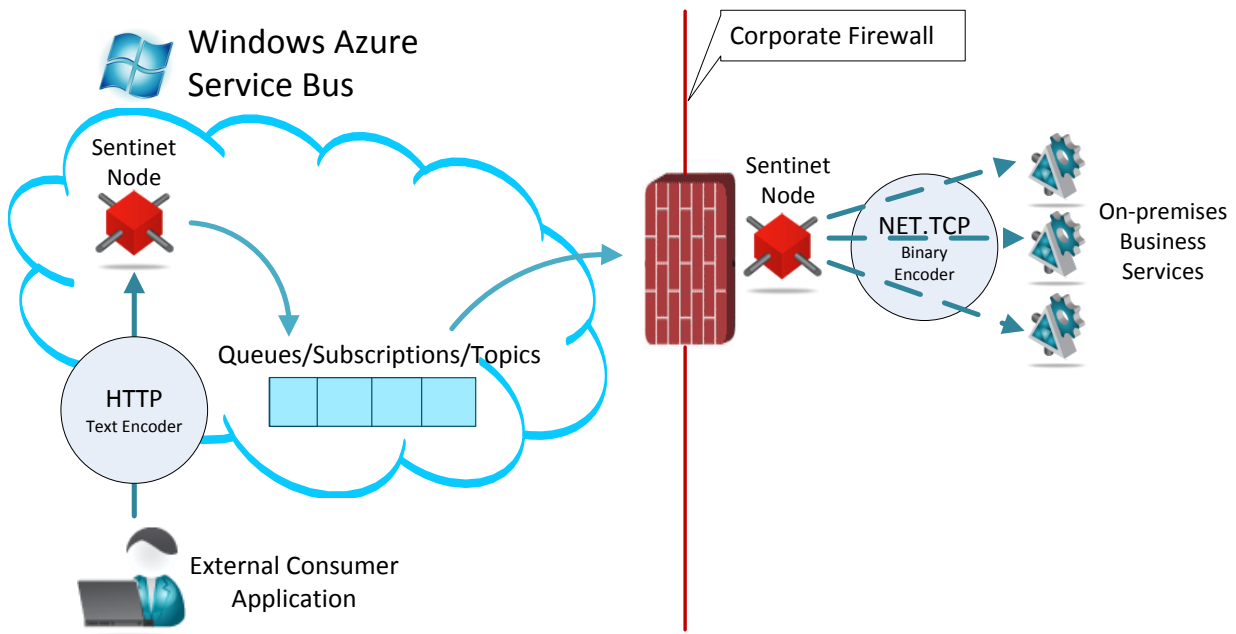 Windows Azure
Service Bus
Corporate Firewall
Sentinet
Node
Sentinet
Node
NET.TCP
Binary
Encoder
On-premises
Business
Services
Queues/Subscriptions/Topics
HTTP
Text Encoder
External Consumer
Application